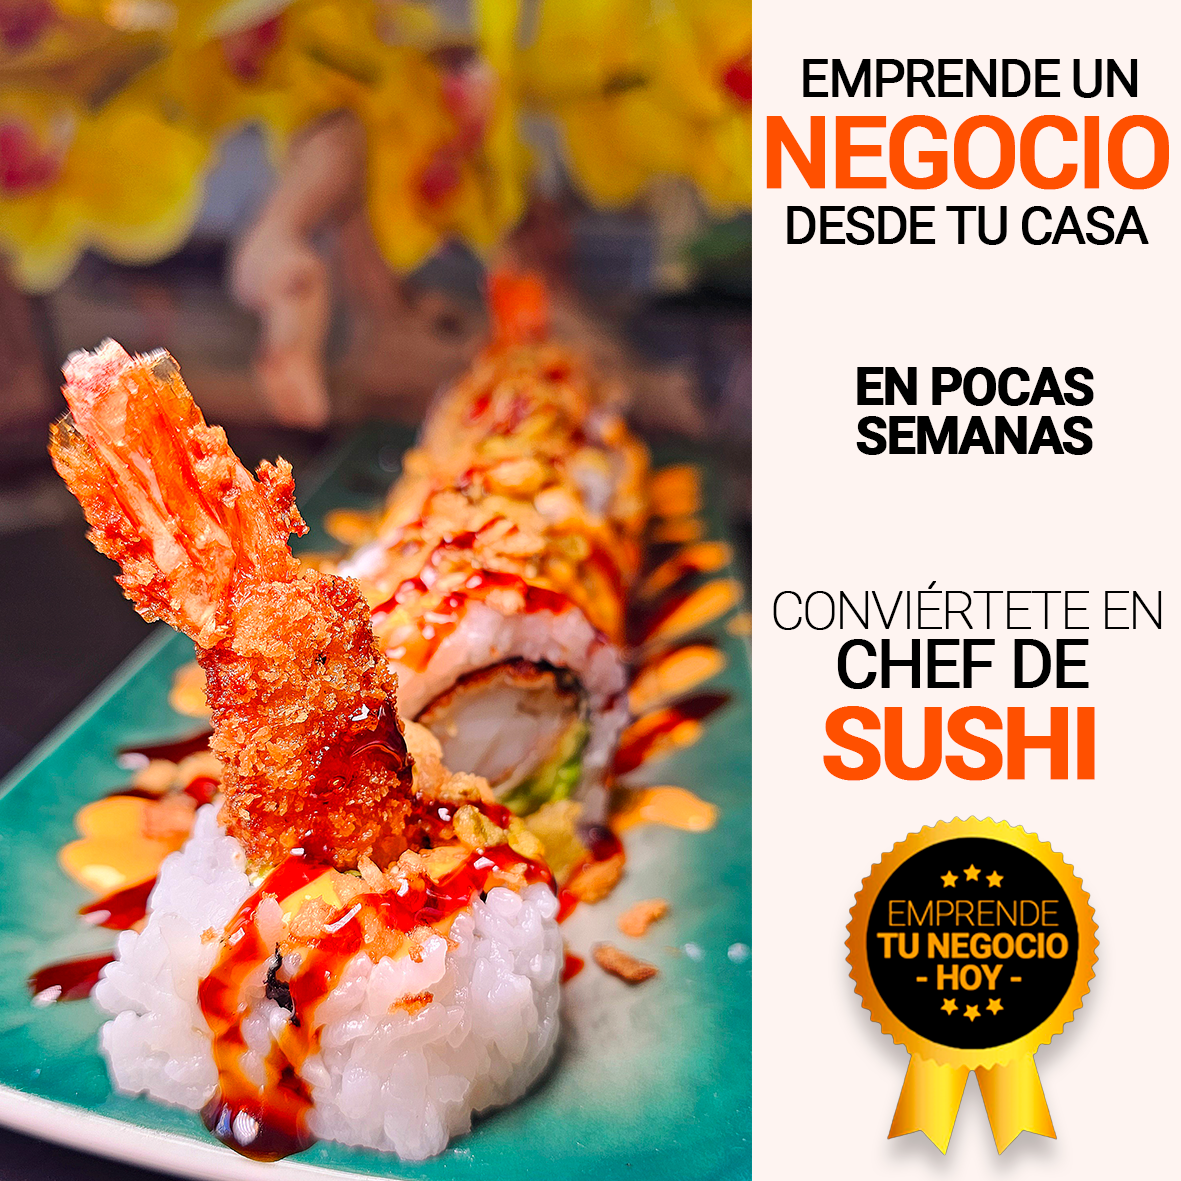 EMPRENDE UN
NEGOCIO
DESDE TU CASA
EN POCAS
SEMANAS
CONVIÉRTETE EN
CHEF DE
SUSHI
EMPRENDE
TU NEGOCIO
- HOY -